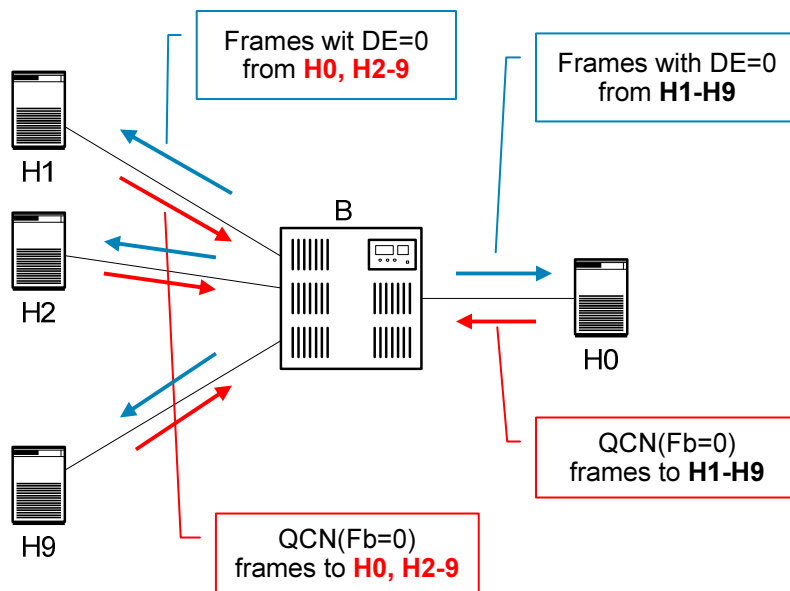 Frames wit DE=0
from H0, H2-9
Frames with DE=0
from H1-H9
H1
B
H2
H0
QCN(Fb=0)
frames to H1-H9
H9
QCN(Fb=0)
frames to H0, H2-9